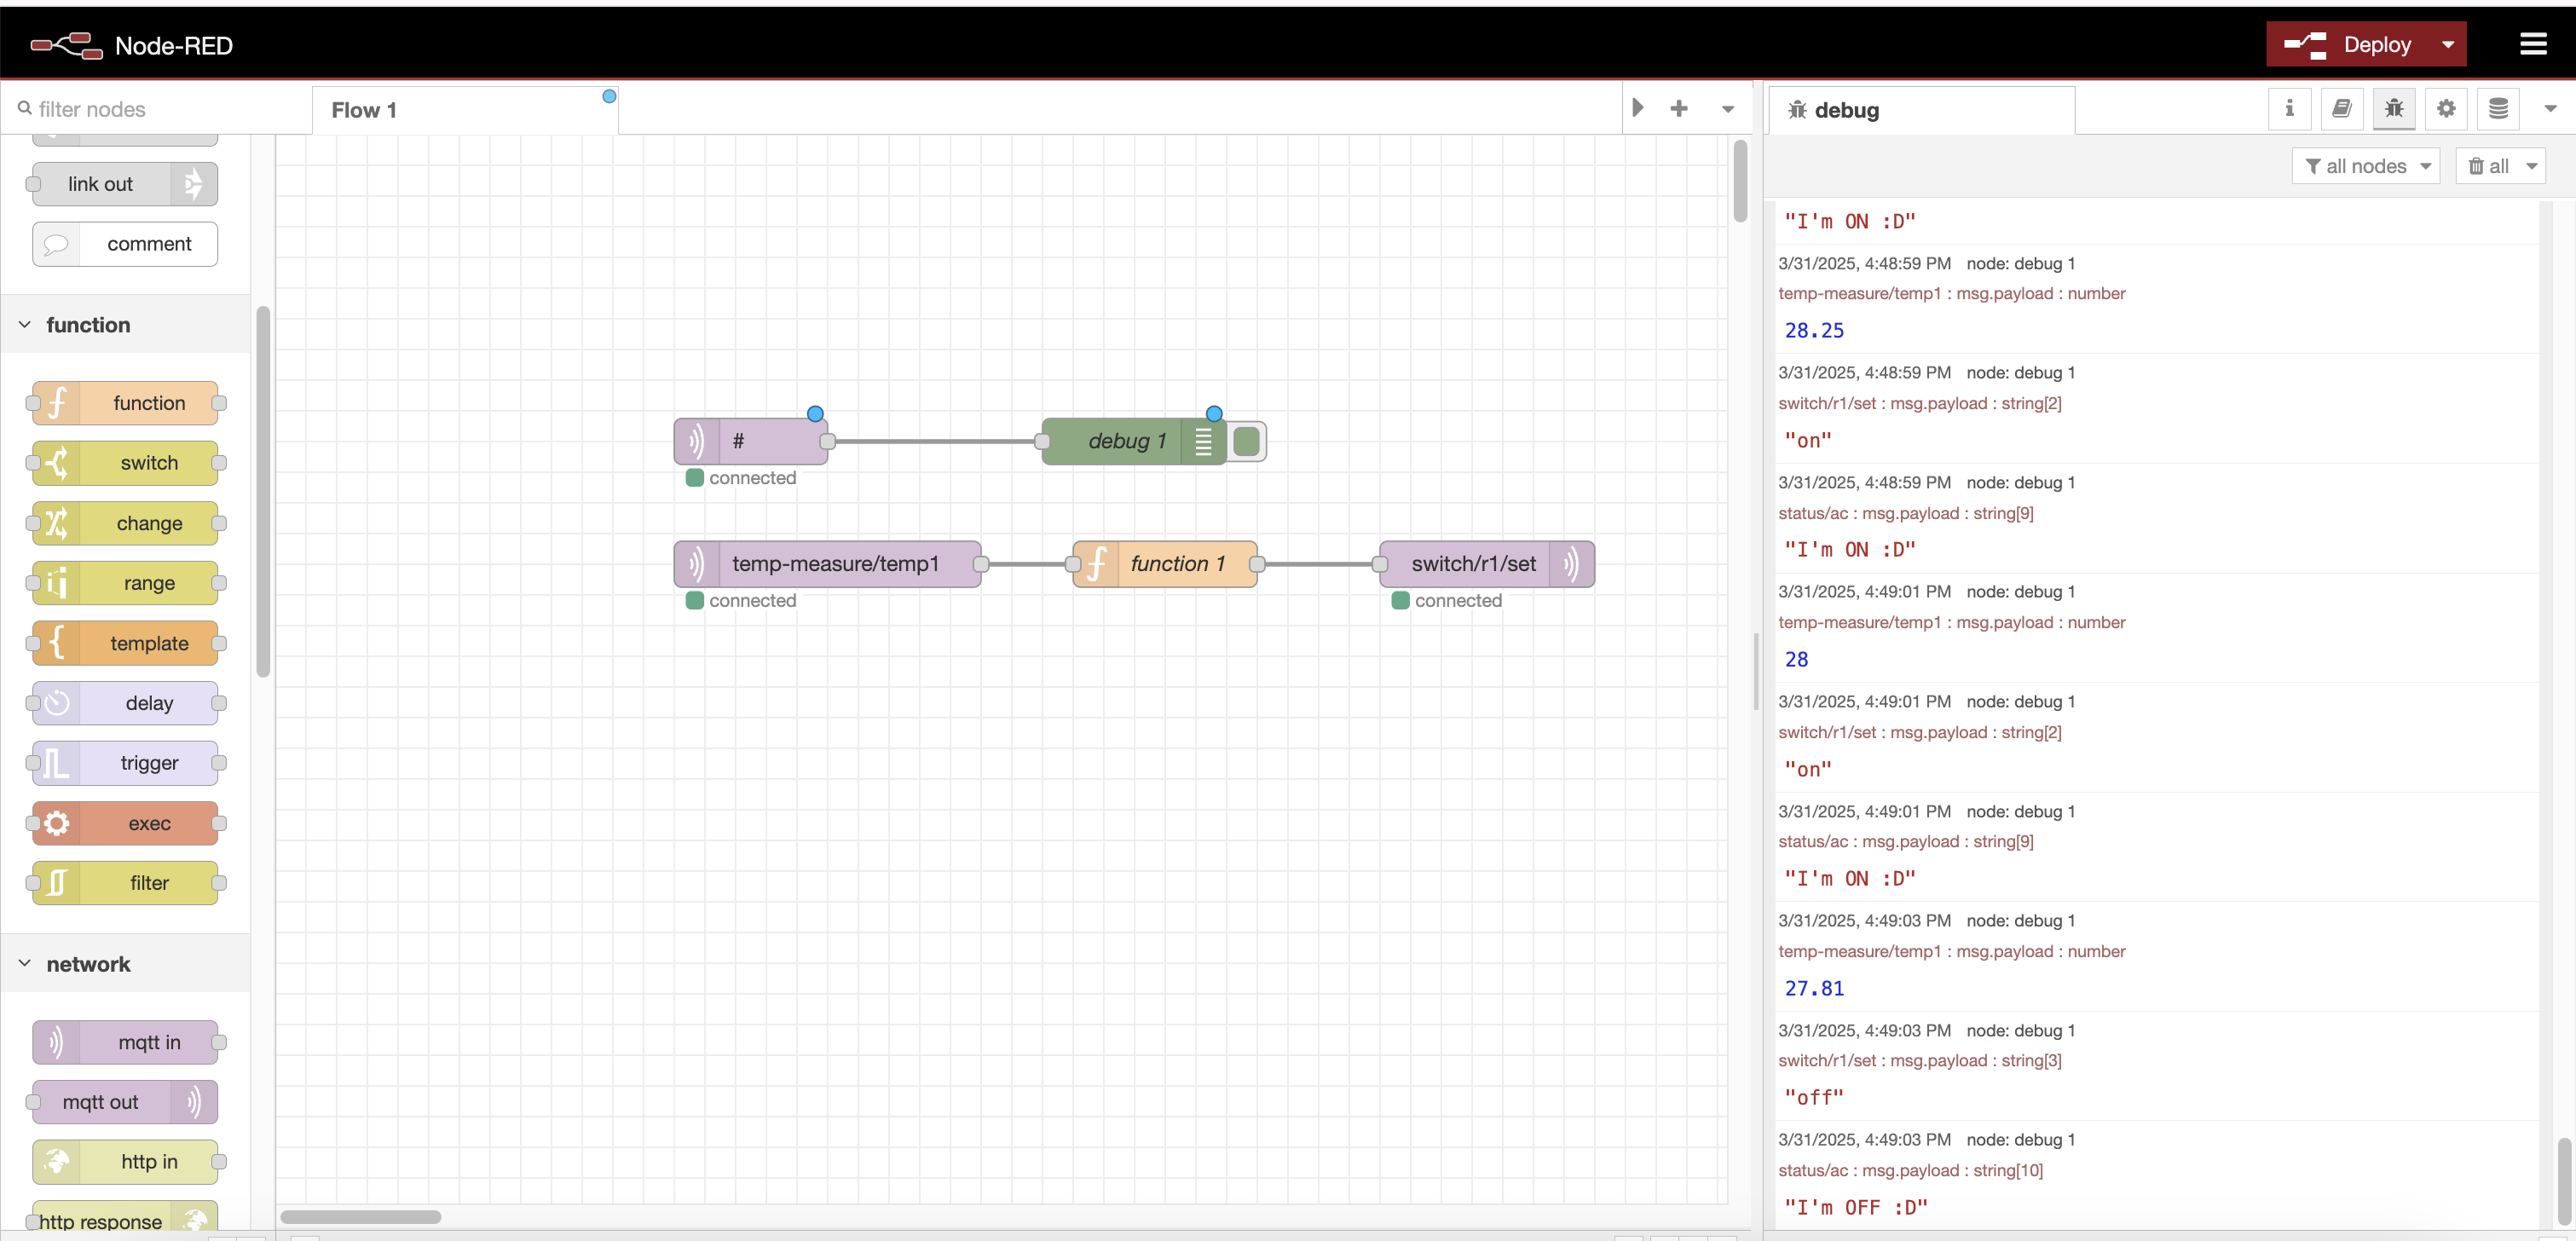 Node-RED
Deploy
filter nodes
Flow 1
debug
all nodes
all
link out
comment
function
function
switch
change
range
template
delay
trigger
exec
filter
network
mqtt in
mqtt out
http in
http response
#
connected
debug 1
temp-measure/temp1
connected
function 1
switch/r1/set
connected
"I'm ON :D"
3/31/2025, 4:48:59 PM node: debug 1
temp-measure/temp1 : msg.payload : number
28.25
3/31/2025, 4:48:59 PM node: debug 1
switch/r1/set : msg.payload : string[2]
"on"
3/31/2025, 4:48:59 PM node: debug 1
status/ac : msg.payload : string[9]
"I'm ON :D"
3/31/2025, 4:49:01 PM node: debug 1
temp-measure/temp1 : msg.payload : number
28
3/31/2025, 4:49:01 PM node: debug 1
switch/r1/set : msg.payload : string[2]
"on"
3/31/2025, 4:49:01 PM node: debug 1
status/ac : msg.payload : string[9]
"I'm ON :D"
3/31/2025, 4:49:03 PM node: debug 1
temp-measure/temp1 : msg.payload : number
27.81
3/31/2025, 4:49:03 PM node: debug 1
switch/r1/set : msg.payload : string[3]
"off"
3/31/2025, 4:49:03 PM node: debug 1
status/ac : msg.payload : string[10]
"I'm OFF :D"